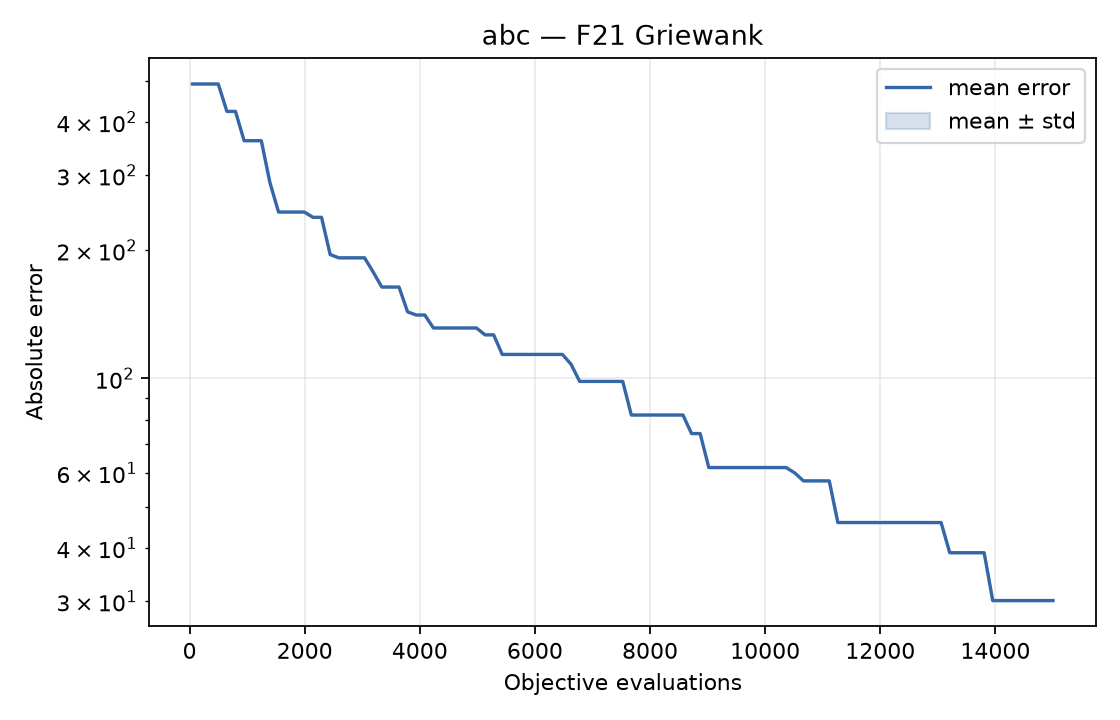 abc — F21 Griewank
mean error
mean ± std
Absolute error
4 × 10²
3 × 10²
2 × 10²
10²
6 × 10¹
4 × 10¹
3 × 10¹
0 2000 4000 6000 8000 10000 12000 14000
Objective evaluations